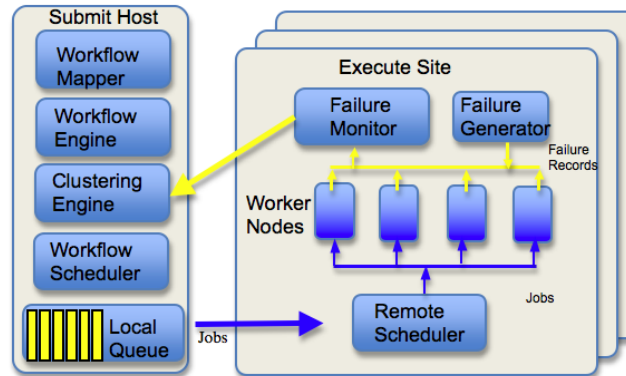 Submit Host
Workflow
Mapper
Workflow
Engine
Clustering
Engine
Workflow
Scheduler
Local
Queue
Jobs
Execute Site
Failure
Monitor
Failure
Generator
Failure
Records
Worker
Nodes
Jobs
Remote
Scheduler